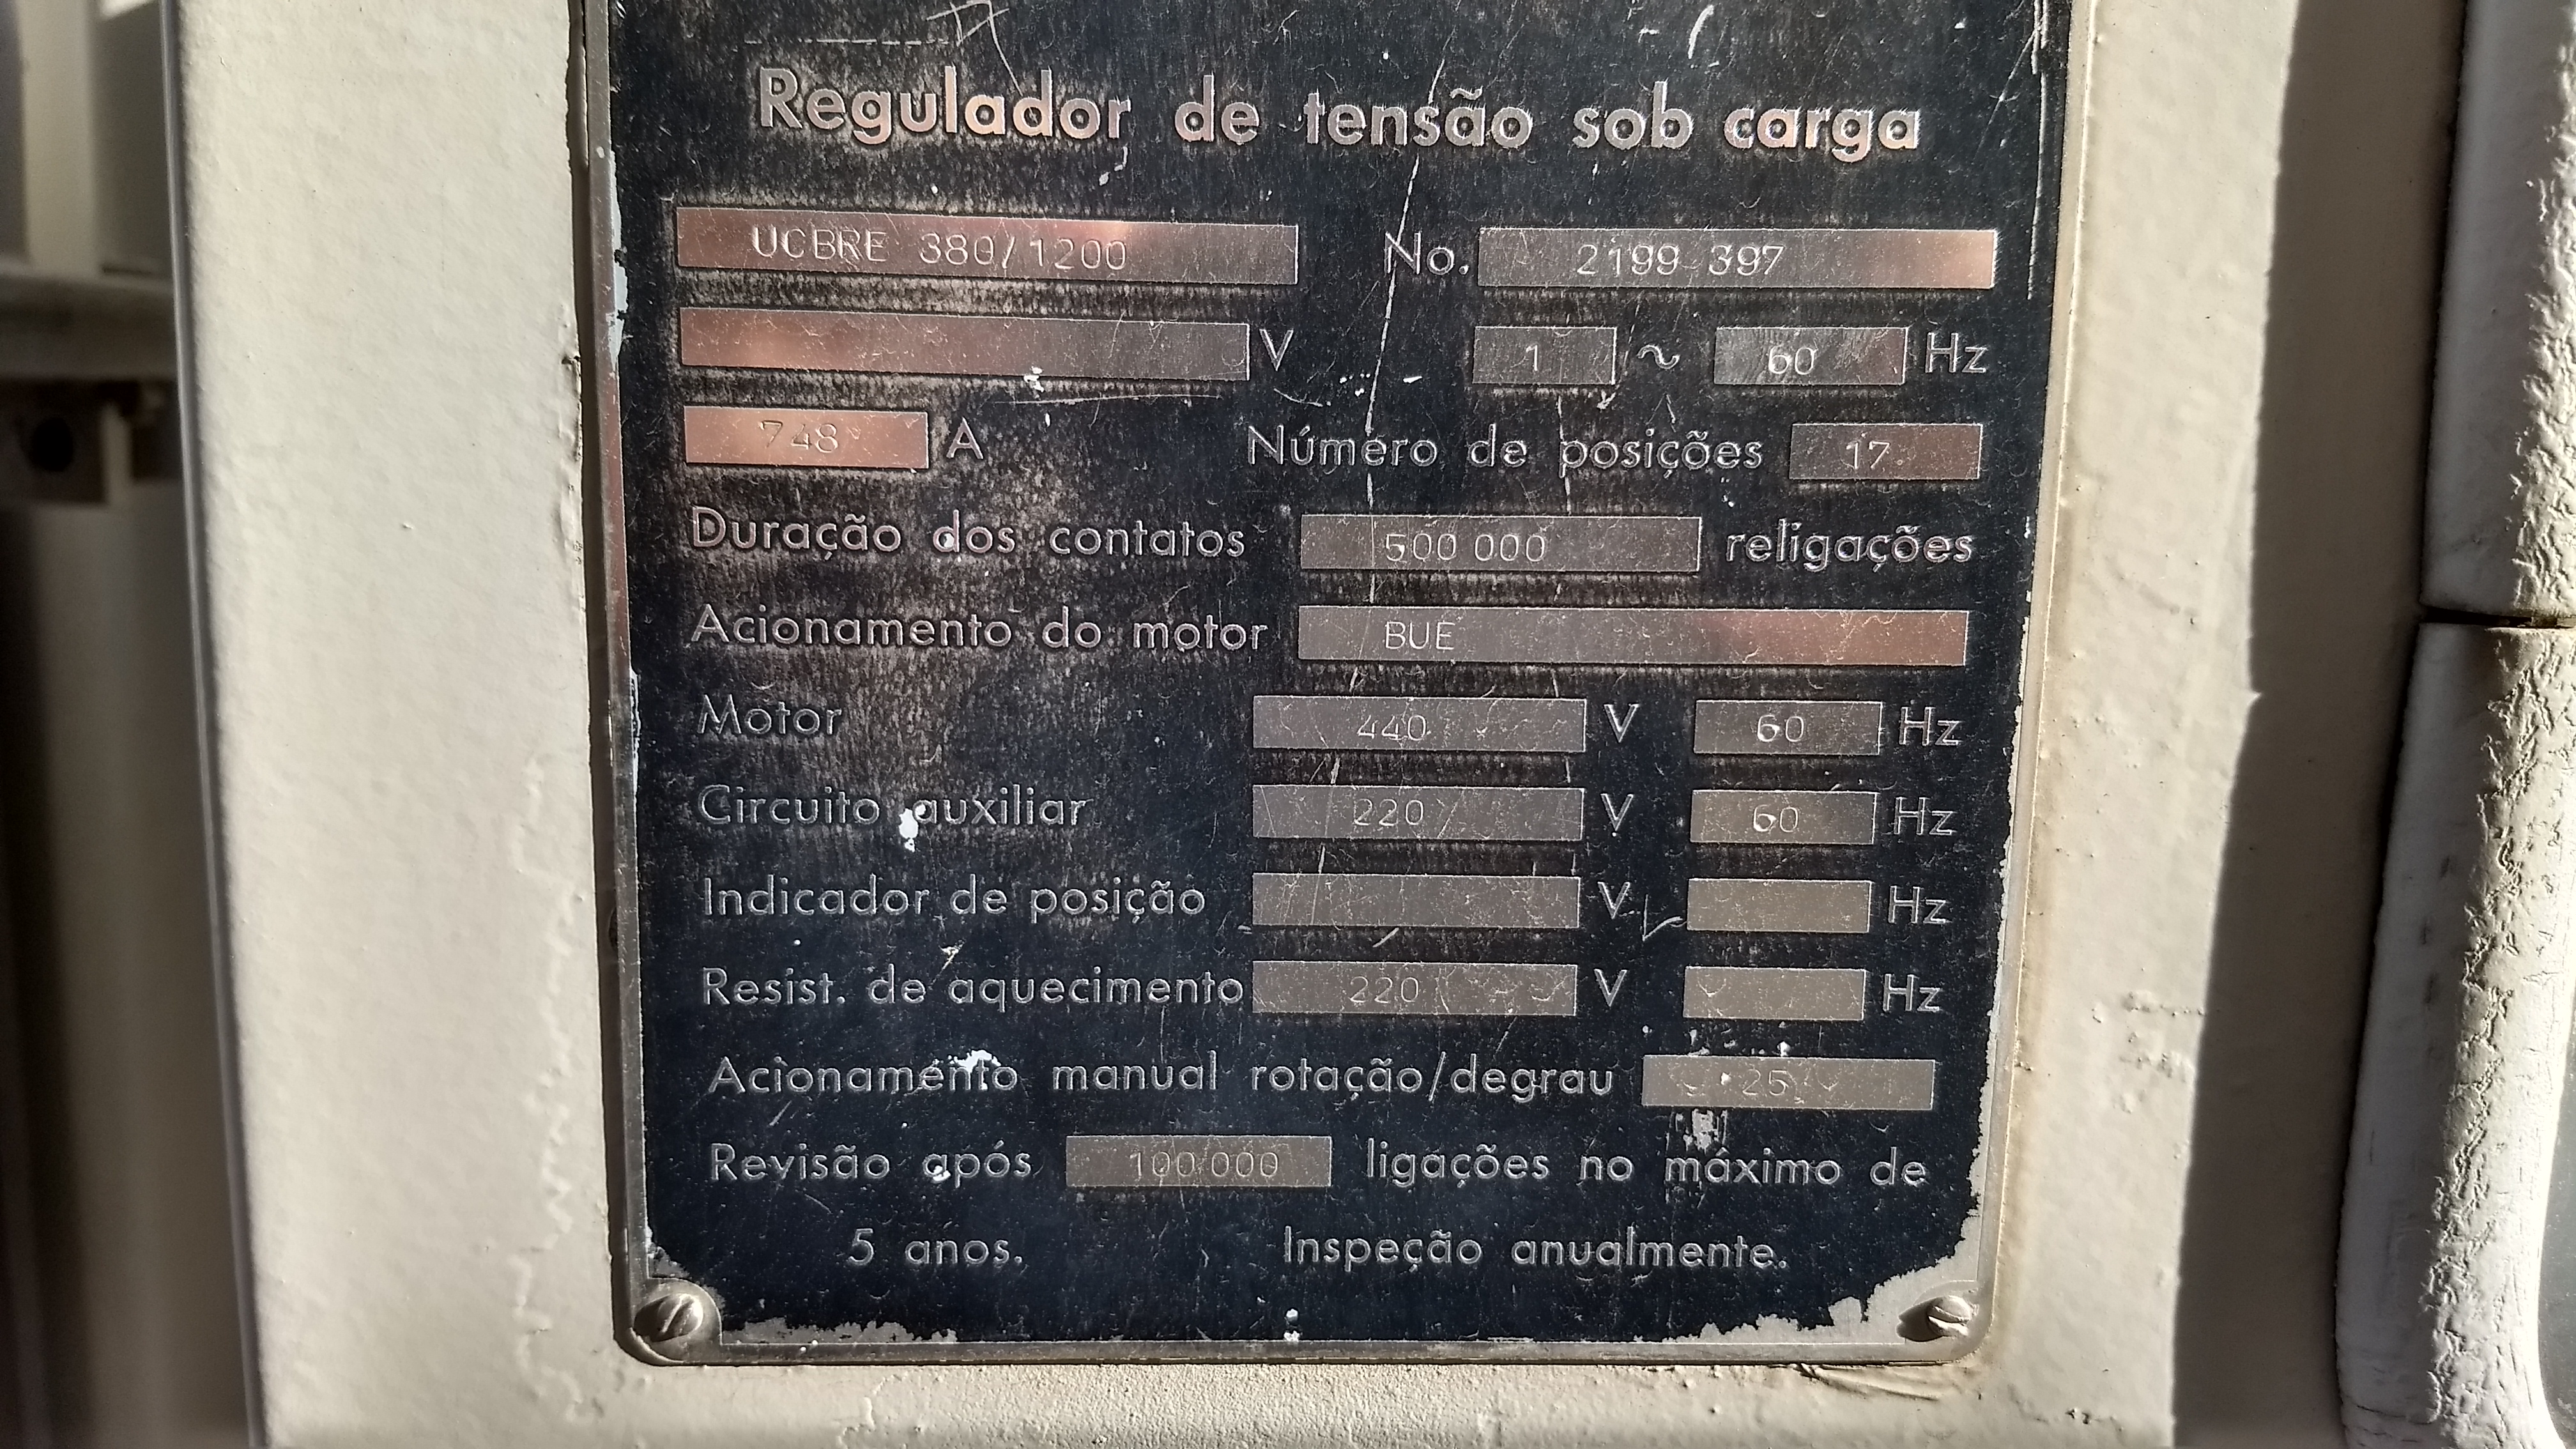 Regulador de tensão sob carga
UCBRE 380/1200 No. 2199 397
V 1 ~ 60 Hz
748 A Número de posições 17
Duração dos contatos 500 000 religações
Acionamento do motor BUE
Motor 440 V 60 Hz
Circuito auxiliar 220 V 60 Hz
Indicador de posição V Hz
Resist. de aquecimento 220 V Hz
Acionamento manual rotação/degrau 25
Revisão após 100 000 ligações no máximo de
5 anos. Inspeção anualmente.